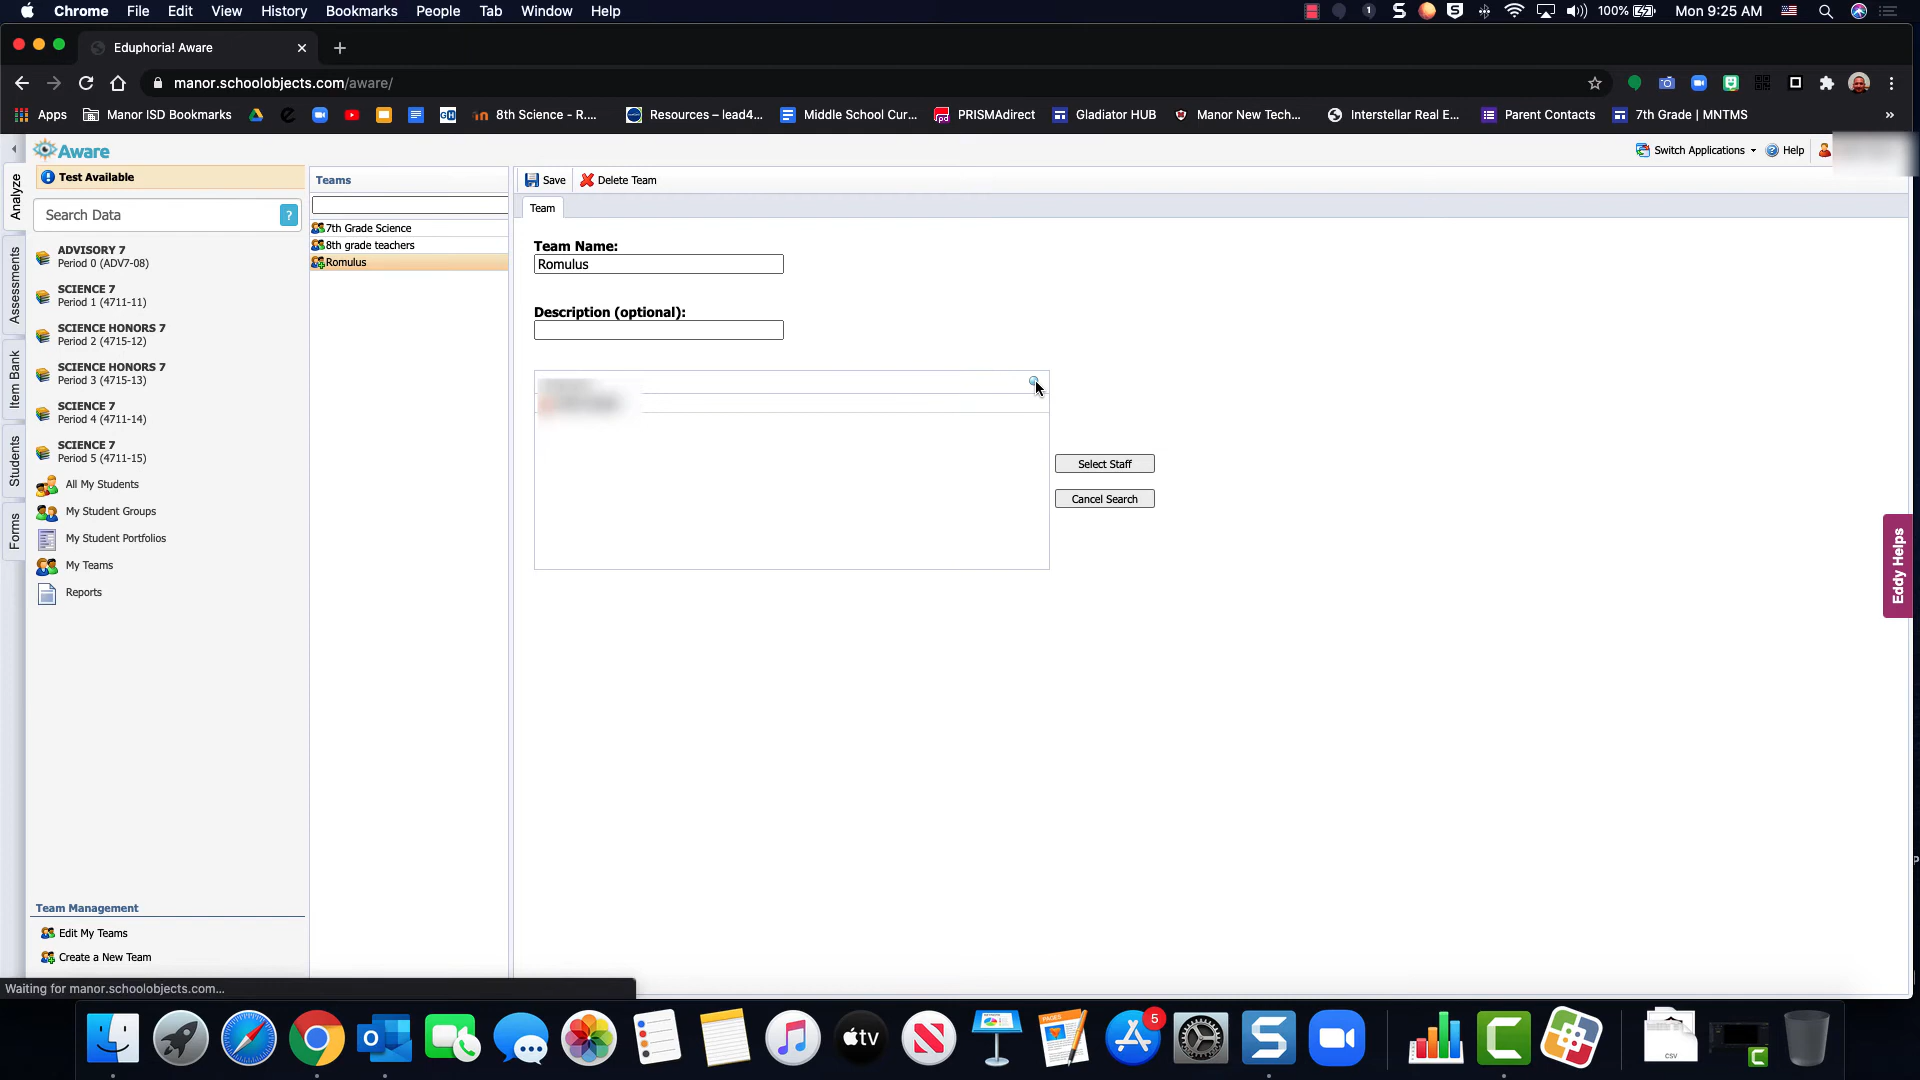 Chrome File Edit View History Bookmarks People Tab Window Help
100% Mon 9:25 AM
Eduphoria! Aware
manor.schoolobjects.com/aware/
Apps Manor ISD Bookmarks 8th Science - R... Resources – lead4... Middle School Cur... PRISMAdirect Gladiator HUB Manor New Tech... Interstellar Real E... Parent Contacts 7th Grade | MNTMS »
Aware
Switch Applications Help
Test Available
Search Data ?
Analyze
Assessments
Item Bank
Students
Forms
ADVISORY 7
Period 0 (ADV7-08)
SCIENCE 7
Period 1 (4711-11)
SCIENCE HONORS 7
Period 2 (4715-12)
SCIENCE HONORS 7
Period 3 (4715-13)
SCIENCE 7
Period 4 (4711-14)
SCIENCE 7
Period 5 (4711-15)
All My Students
My Student Groups
My Student Portfolios
My Teams
Reports
Team Management
Edit My Teams
Create a New Team
Teams
7th Grade Science
8th grade teachers
Romulus
Save Delete Team
Team
Team Name:
Romulus
Description (optional):
Select Staff
Cancel Search
Eddy Helps
Waiting for manor.schoolobjects.com...
tv
5
CSV